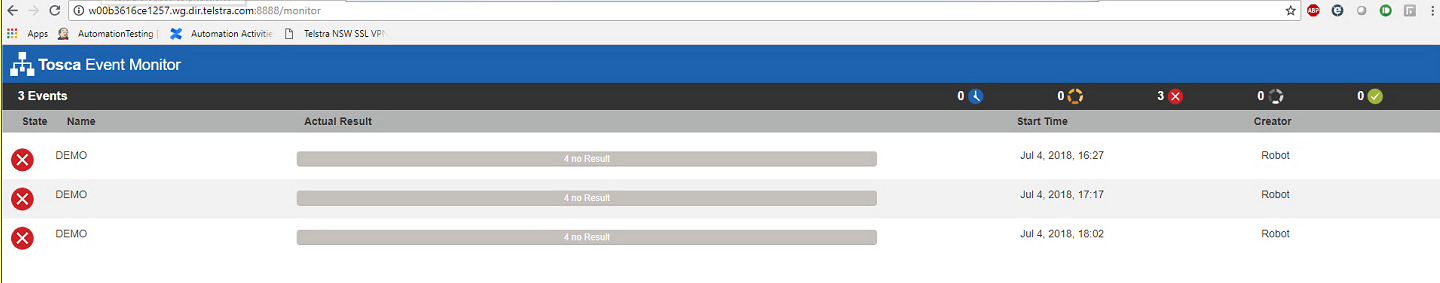 w00b3616ce1257.wg.dir.telstra.com:8888/monitor
ABP
Apps AutomationTesting Automation Activitie Telstra NSW SSL VPN
Tosca Event Monitor
3 Events 0 0 3 0 0
State Name Actual Result Start Time Creator
DEMO 4 no Result Jul 4, 2018, 16:27 Robot
DEMO 4 no Result Jul 4, 2018, 17:17 Robot
DEMO 4 no Result Jul 4, 2018, 18:02 Robot